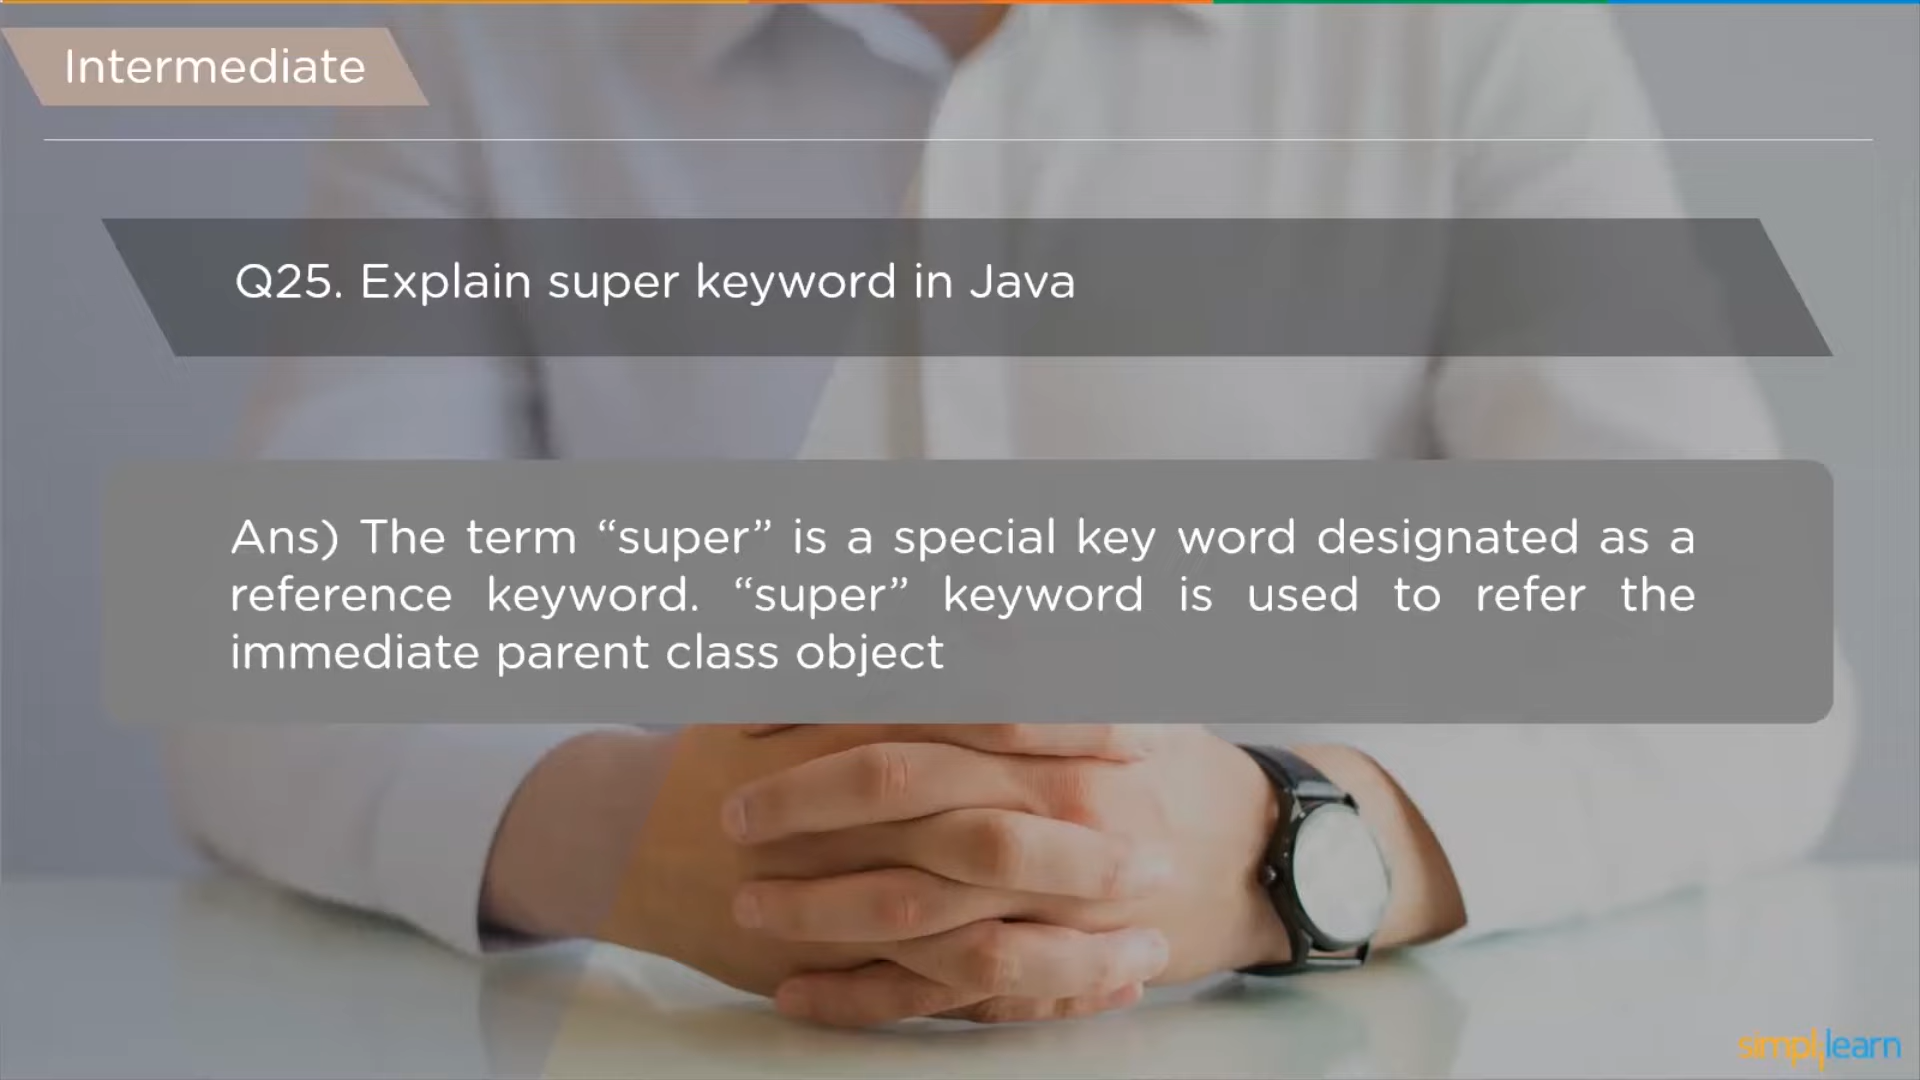 Intermediate
Q25. Explain super keyword in Java
Ans) The term “super” is a special key word designated as a
reference keyword. “super” keyword is used to refer the
immediate parent class object
simplilearn